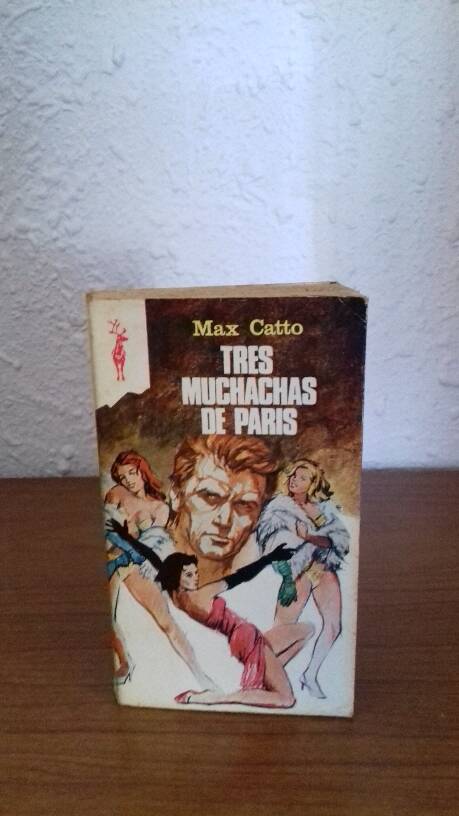 Max Catto
TRES
MUCHACHAS
DE PARIS